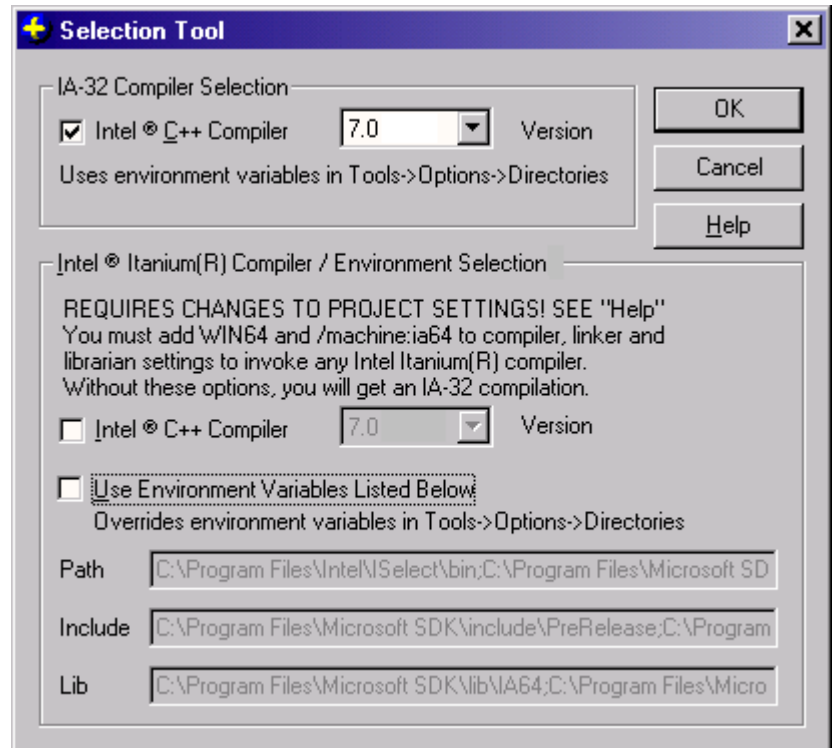 Selection Tool
IA-32 Compiler Selection
Intel ® C++ Compiler 7.0 Version
Uses environment variables in Tools->Options->Directories
OK
Cancel
Help
Intel ® Itanium(R) Compiler / Environment Selection
REQUIRES CHANGES TO PROJECT SETTINGS! SEE "Help"
You must add WIN64 and /machine:ia64 to compiler, linker and
librarian settings to invoke any Intel Itanium(R) compiler.
Without these options, you will get an IA-32 compilation.
Intel ® C++ Compiler 7.0 Version
Use Environment Variables Listed Below
Overrides environment variables in Tools->Options->Directories
Path C:\Program Files\Intel\ISelect\bin;C:\Program Files\Microsoft SD
Include C:\Program Files\Microsoft SDK\include\PreRelease;C:\Program
Lib C:\Program Files\Microsoft SDK\lib\IA64;C:\Program Files\Micro